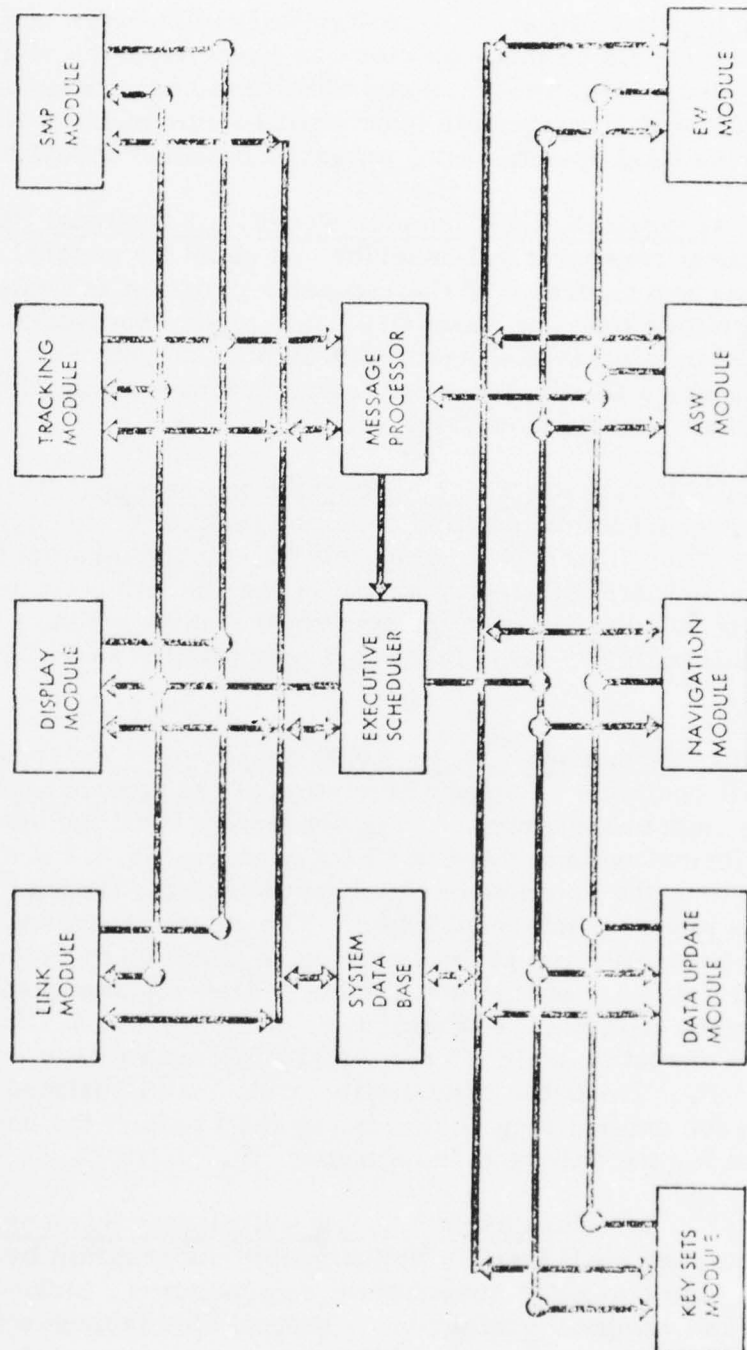 LINK
MODULE
DISPLAY
MODULE
TRACKING
MODULE
SMP
MODULE
SYSTEM
DATA
BASE
EXECUTIVE
SCHEDULER
MESSAGE
PROCESSOR
KEY SETS
MODULE
DATA UPDATE
MODULE
NAVIGATION
MODULE
ASW
MODULE
EW
MODULE